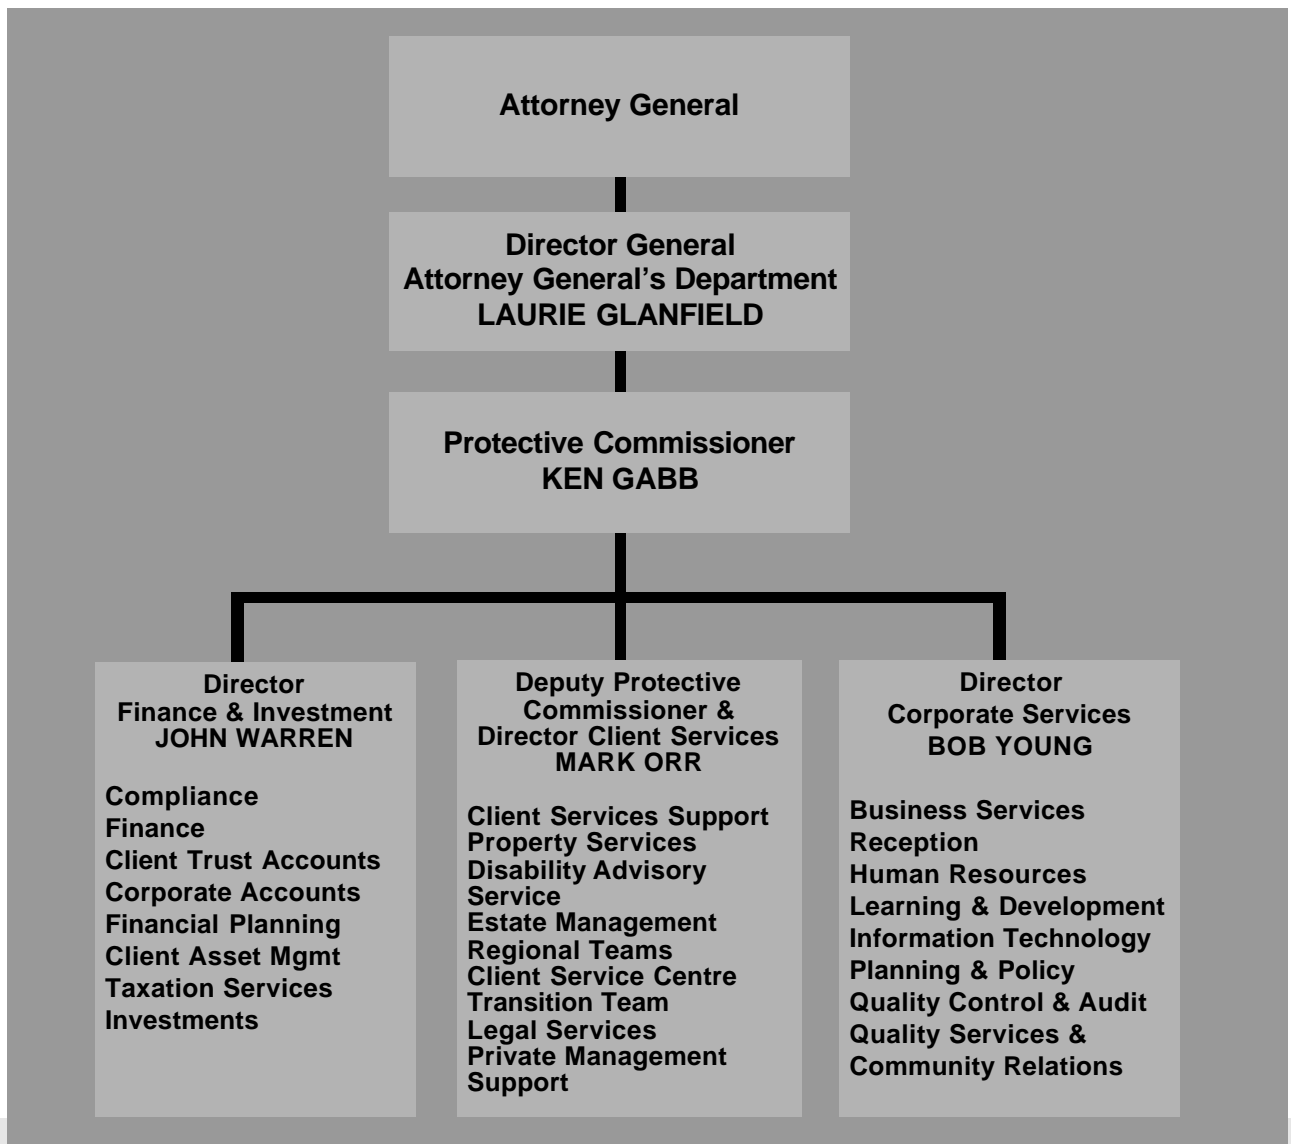 Attorney General
Director General
Attorney General’s Department
LAURIE GLANFIELD
Protective Commissioner
KEN GABB
Director
Finance & Investment
JOHN WARREN
Compliance
Finance
Client Trust Accounts
Corporate Accounts
Financial Planning
Client Asset Mgmt
Taxation Services
Investments
Deputy Protective
Commissioner &
Director Client Services
MARK ORR
Client Services Support
Property Services
Disability Advisory
Service
Estate Management
Regional Teams
Client Service Centre
Transition Team
Legal Services
Private Management
Support
Director
Corporate Services
BOB YOUNG
Business Services
Reception
Human Resources
Learning & Development
Information Technology
Planning & Policy
Quality Control & Audit
Quality Services &
Community Relations